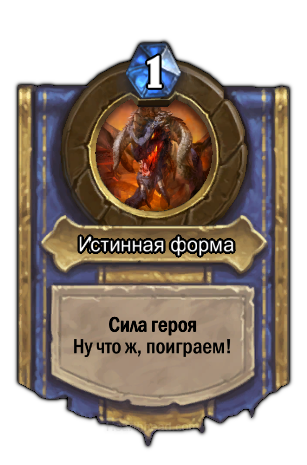 1
Истинная форма
Сила героя
Ну что ж, поиграем!